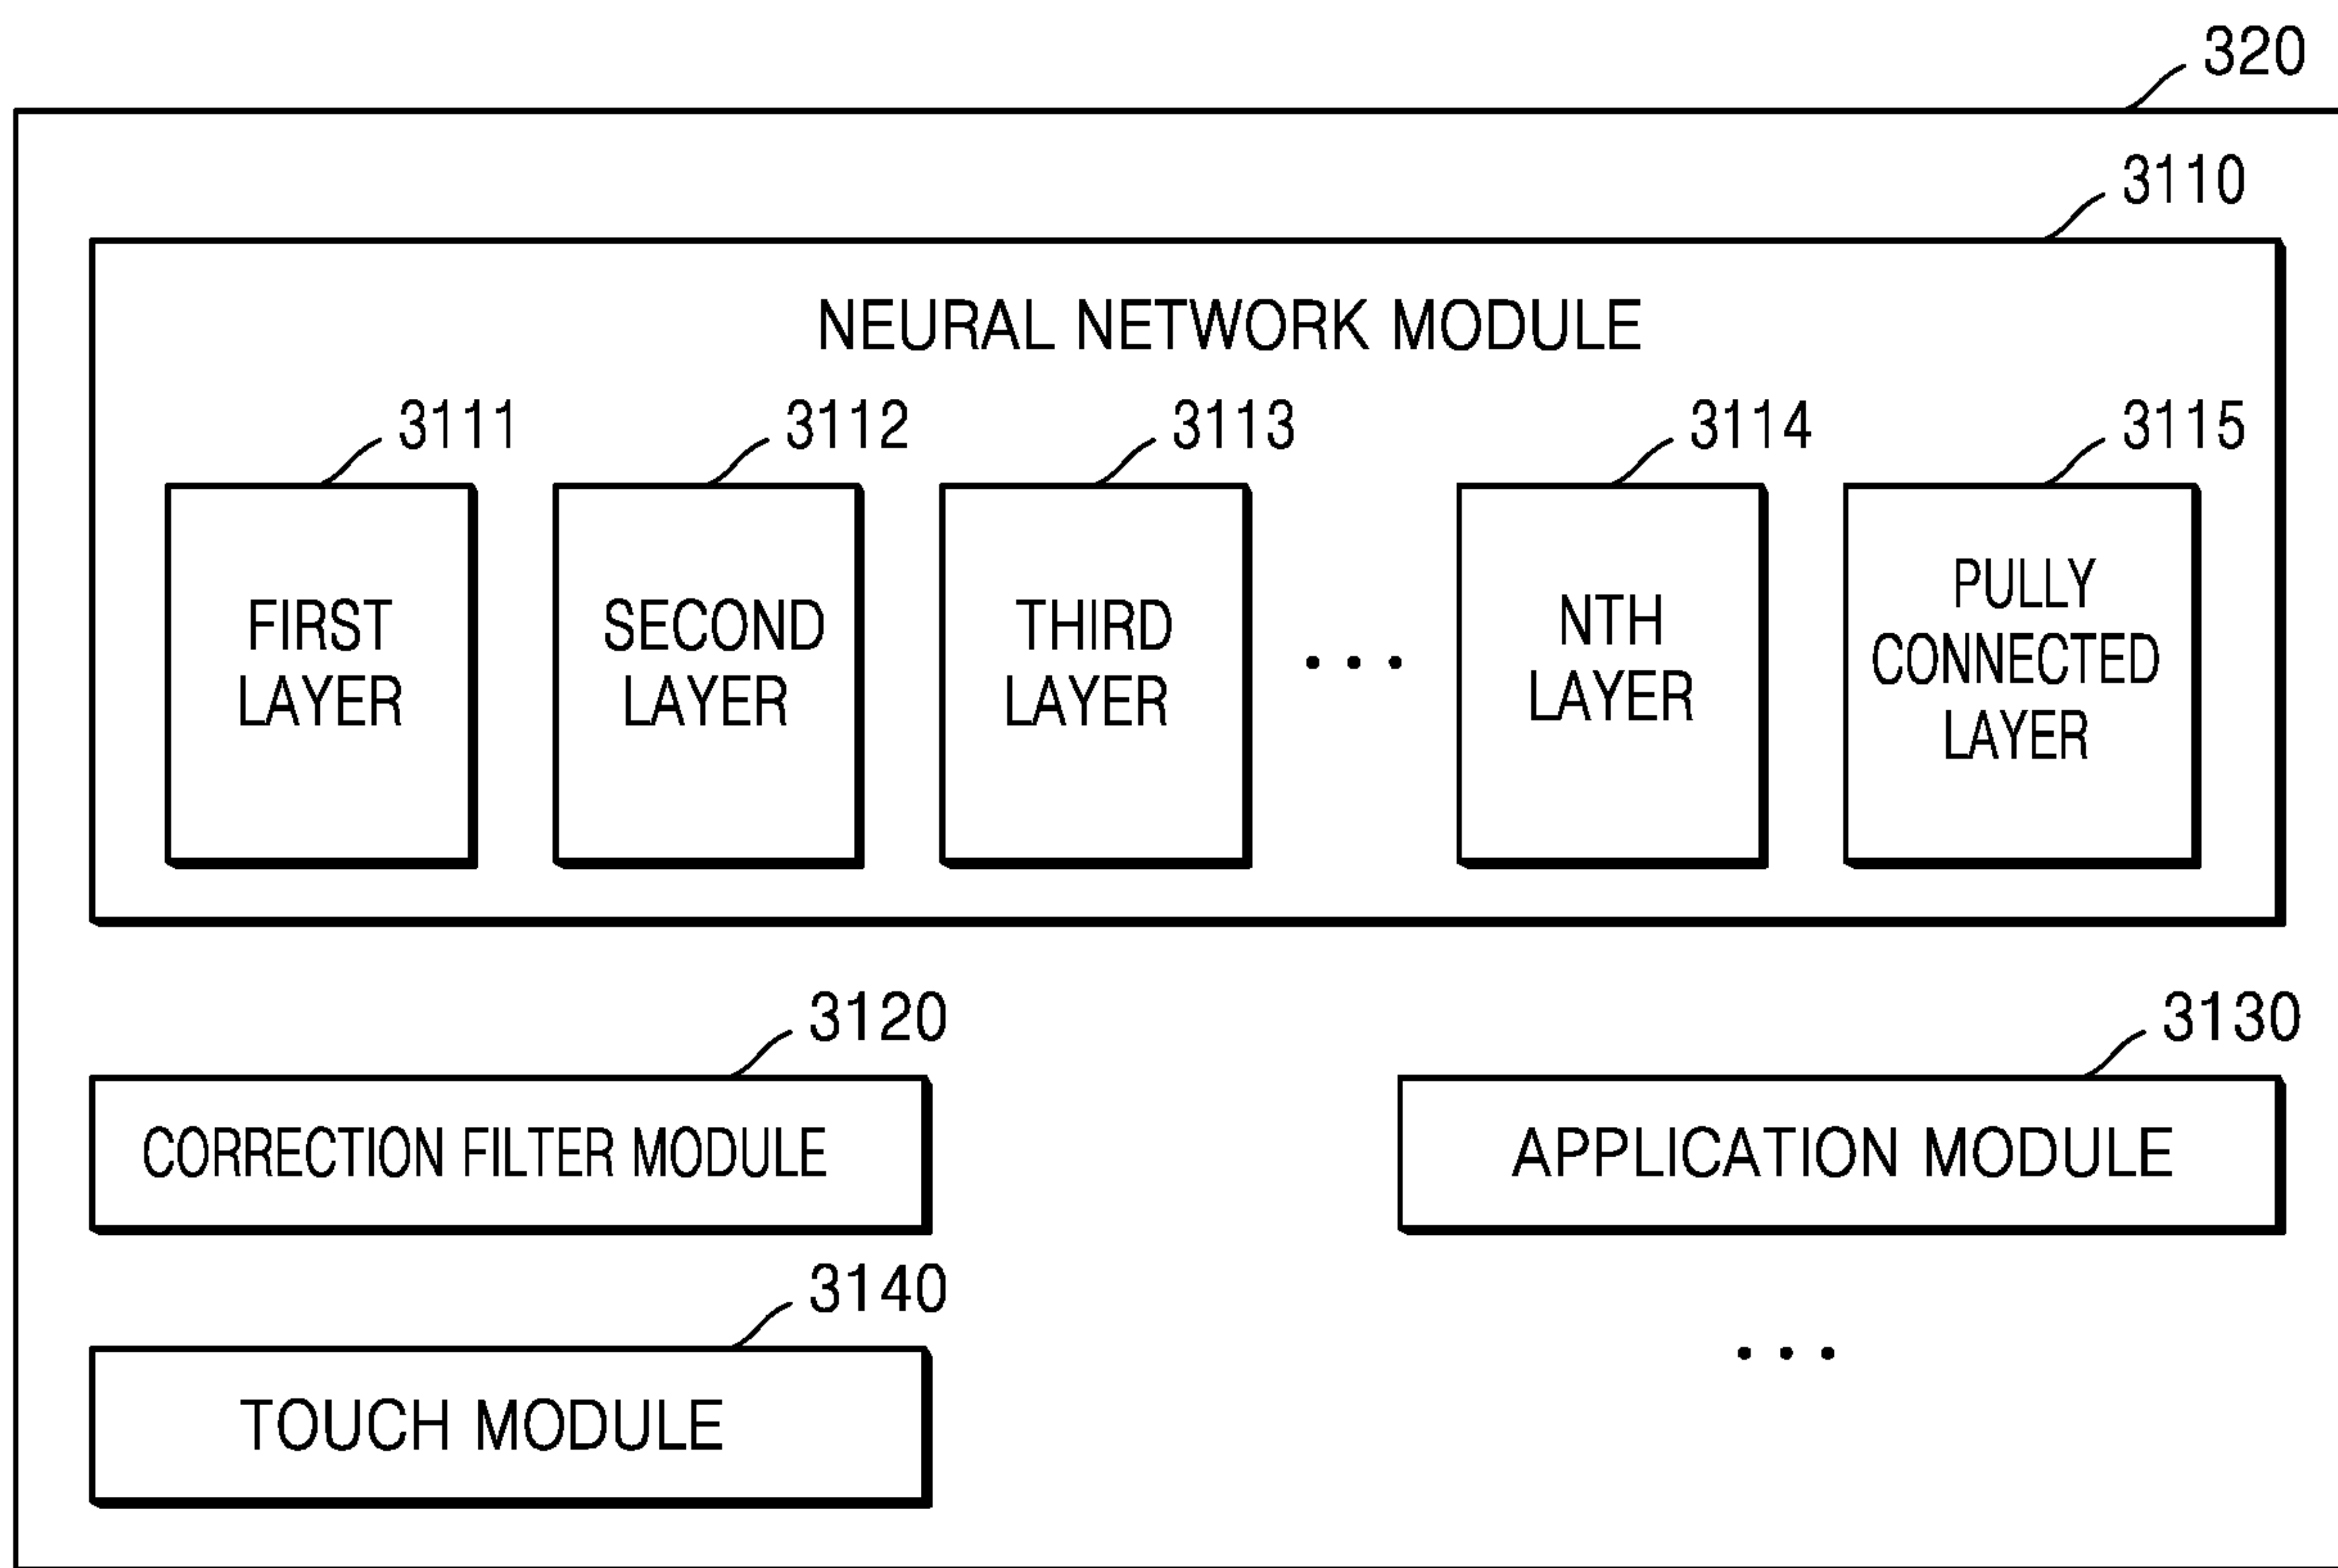 320
3110
NEURAL NETWORK MODULE
3111
3112
3113
3114
3115
FIRST
LAYER
SECOND
LAYER
THIRD
LAYER
...
NTH
LAYER
PULLY
CONNECTED
LAYER
3120
3130
CORRECTION FILTER MODULE
APPLICATION MODULE
3140
TOUCH MODULE
...